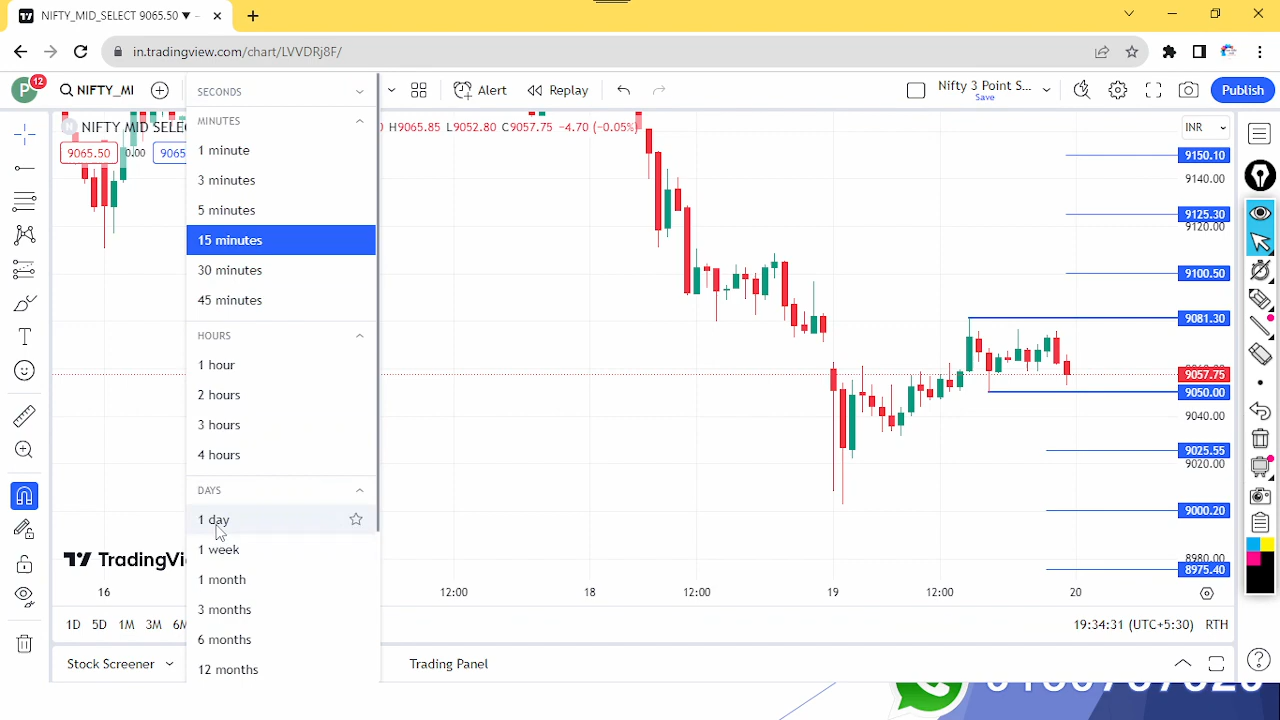 NIFTY_MID_SELECT 9065.50 ▼ −
in.tradingview.com/chart/LVVDRj8F/
P
12
NIFTY_MI
Alert
Replay
Nifty 3 Point S...
Save
Publish
SECONDS
MINUTES
1 minute
3 minutes
5 minutes
15 minutes
30 minutes
45 minutes
HOURS
1 hour
2 hours
3 hours
4 hours
DAYS
1 day
1 week
1 month
3 months
6 months
12 months
NIFTY MID SELEC
H9065.85 L9052.80 C9057.75 −4.70 (−0.05%)
9065.50
0.00
9065
INR
9150.10
9140.00
9125.30
9120.00
9100.50
9081.30
9057.75
9050.00
9040.00
9025.55
9020.00
9000.20
8980.00
8975.40
TradingView
16
12:00
18
12:00
19
12:00
20
1D 5D 1M 3M 6M
19:34:31 (UTC+5:30) RTH
Stock Screener
Trading Panel